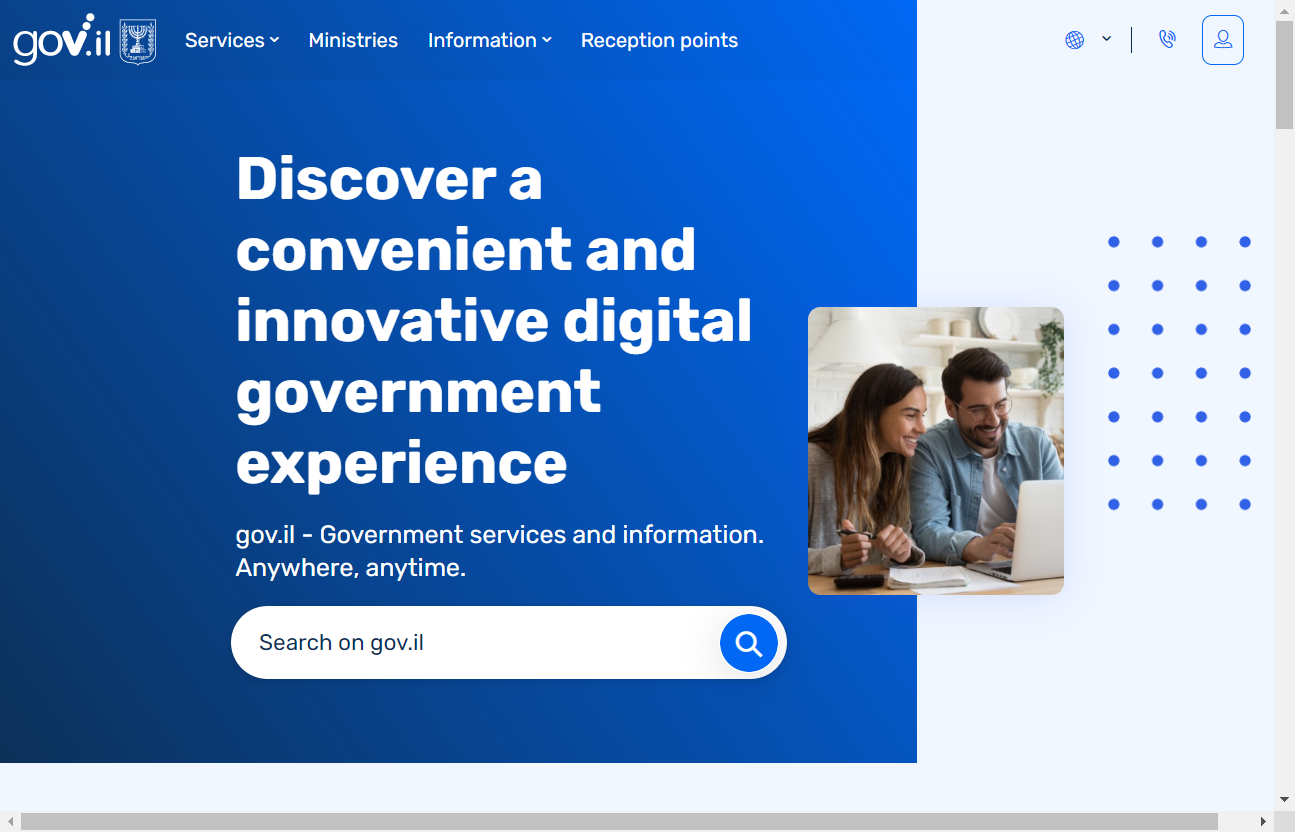 gov.il
Services
Ministries
Information
Reception points
Discover a
convenient and
innovative digital
government
experience
gov.il - Government services and information.
Anywhere, anytime.
Search on gov.il